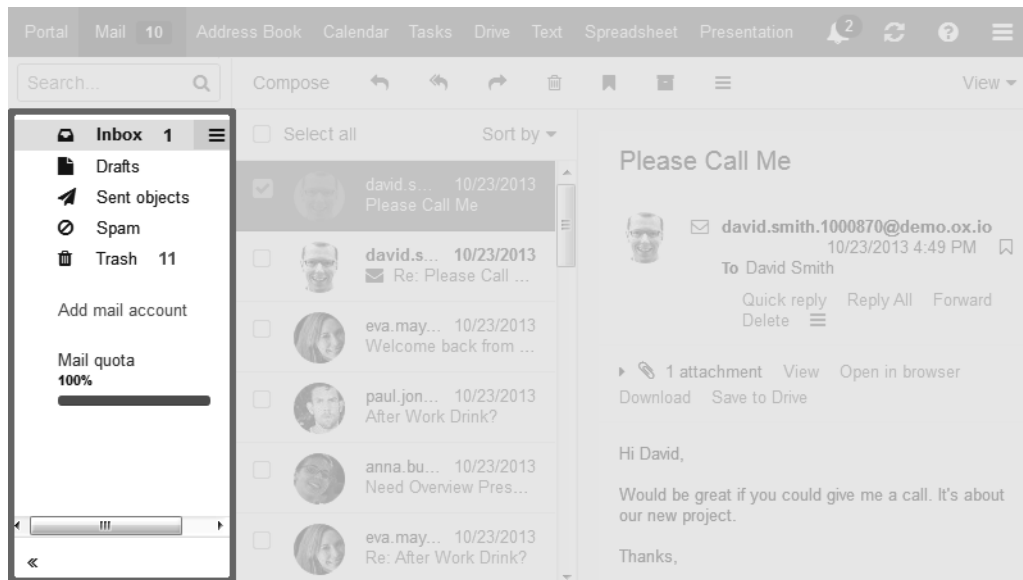 Portal Mail 10 Address Book Calendar Tasks Drive Text Spreadsheet Presentation 2
Search... Compose View
Inbox 1
Drafts
Sent objects
Spam
Trash 11
Add mail account
Mail quota
100%
Select all Sort by
david.s... 10/23/2013
Please Call Me
david.s... 10/23/2013
Re: Please Call ...
eva.may... 10/23/2013
Welcome back from ...
paul.jon... 10/23/2013
After Work Drink?
anna.bu... 10/23/2013
Need Overview Pres...
eva.may... 10/23/2013
Re: After Work Drink?
Please Call Me
david.smith.1000870@demo.ox.io
10/23/2013 4:49 PM
To David Smith
Quick reply Reply All Forward
Delete
1 attachment View Open in browser
Download Save to Drive
Hi David,
Would be great if you could give me a call. It's about
our new project.
Thanks,